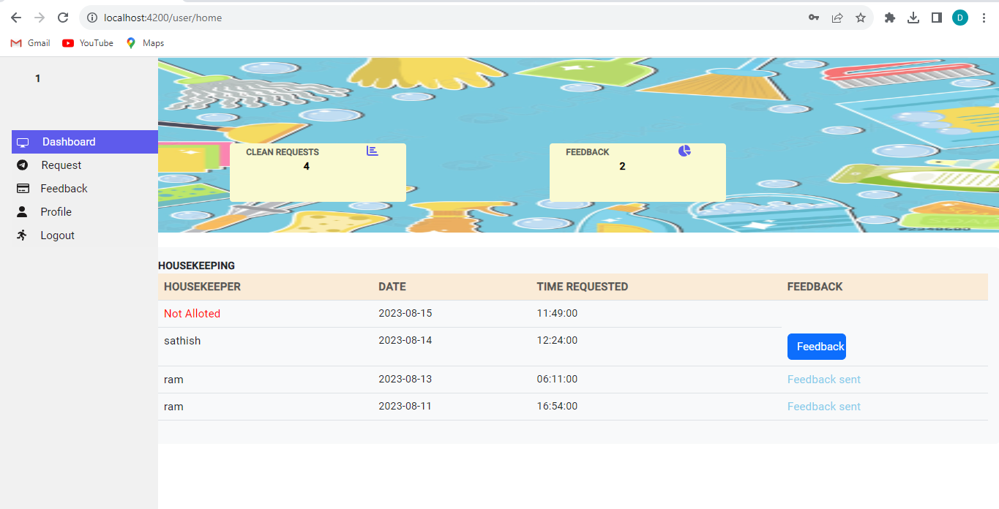 localhost:4200/user/home
D
Gmail
YouTube
Maps
1
Dashboard
Request
Feedback
Profile
Logout
CLEAN REQUESTS
4
FEEDBACK
2
HOUSEKEEPING
HOUSEKEEPER DATE TIME REQUESTED FEEDBACK
Not Alloted 2023-08-15 11:49:00
sathish 2023-08-14 12:24:00 Feedback
ram 2023-08-13 06:11:00 Feedback sent
ram 2023-08-11 16:54:00 Feedback sent